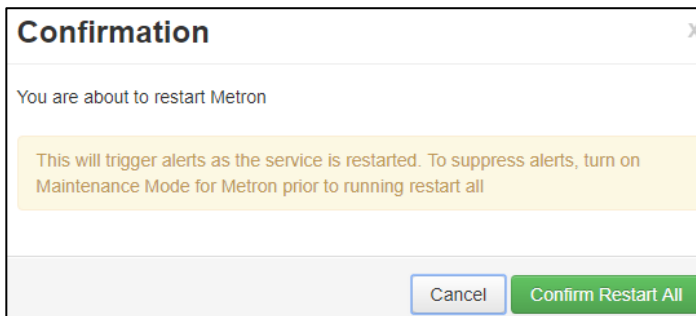 Confirmation
X
You are about to restart Metron
This will trigger alerts as the service is restarted. To suppress alerts, turn on
Maintenance Mode for Metron prior to running restart all
Cancel
Confirm Restart All